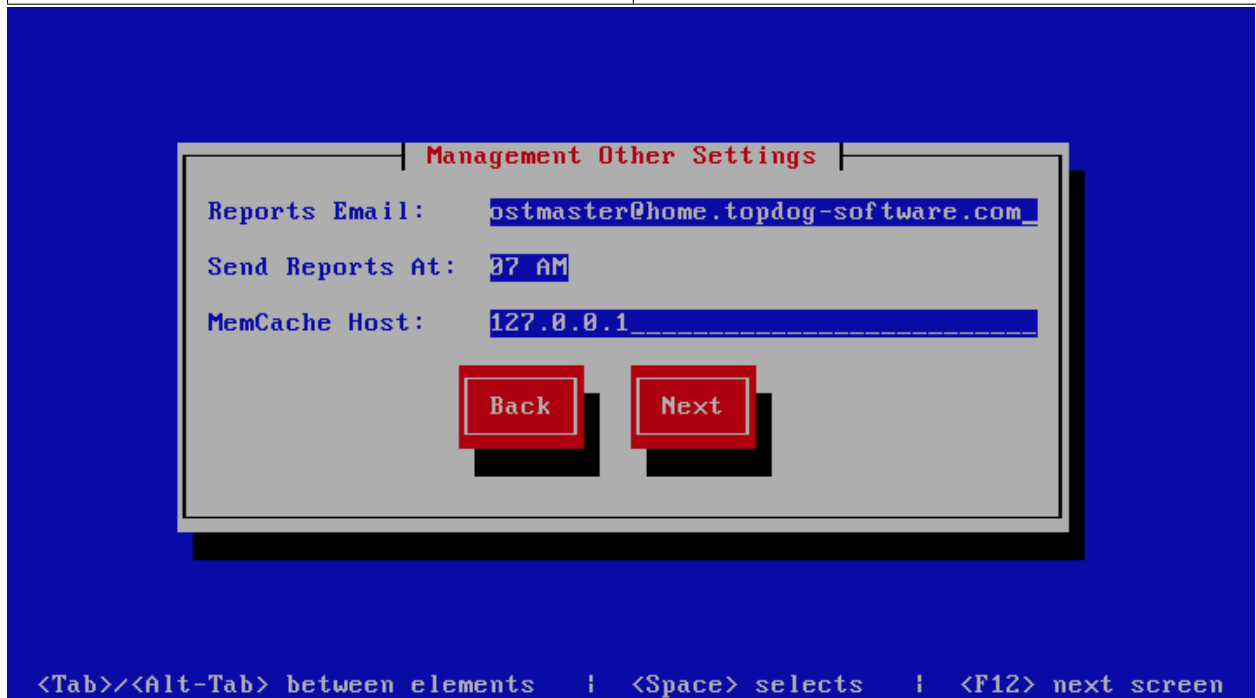 Management Other Settings
Reports Email: ostmaster@home.topdog-software.com_
Send Reports At: 07 AM
MemCache Host: 127.0.0.1__________________________
Back Next
<Tab>/<Alt-Tab> between elements | <Space> selects | <F12> next screen